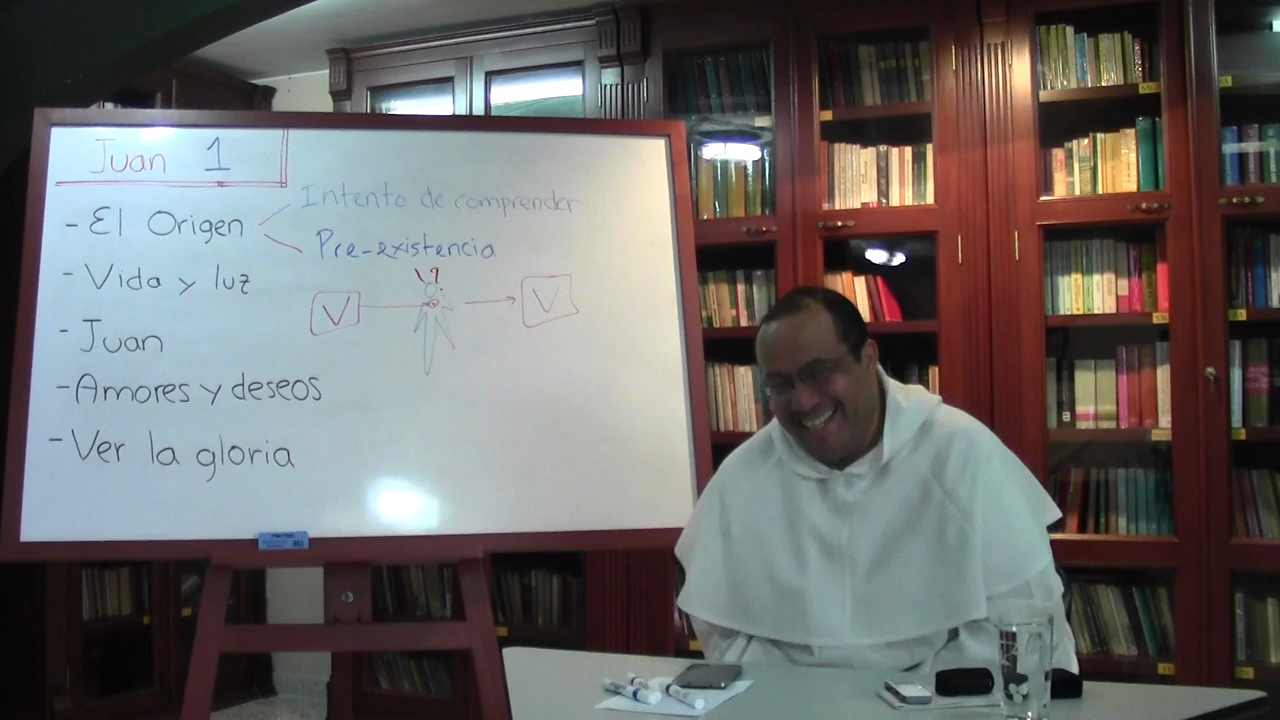 Juan 1
- El Origen
Intento de comprender
Pre-existencia
- Vida y luz
V V? V
- Juan
- Amores y deseos
- Ver la gloria